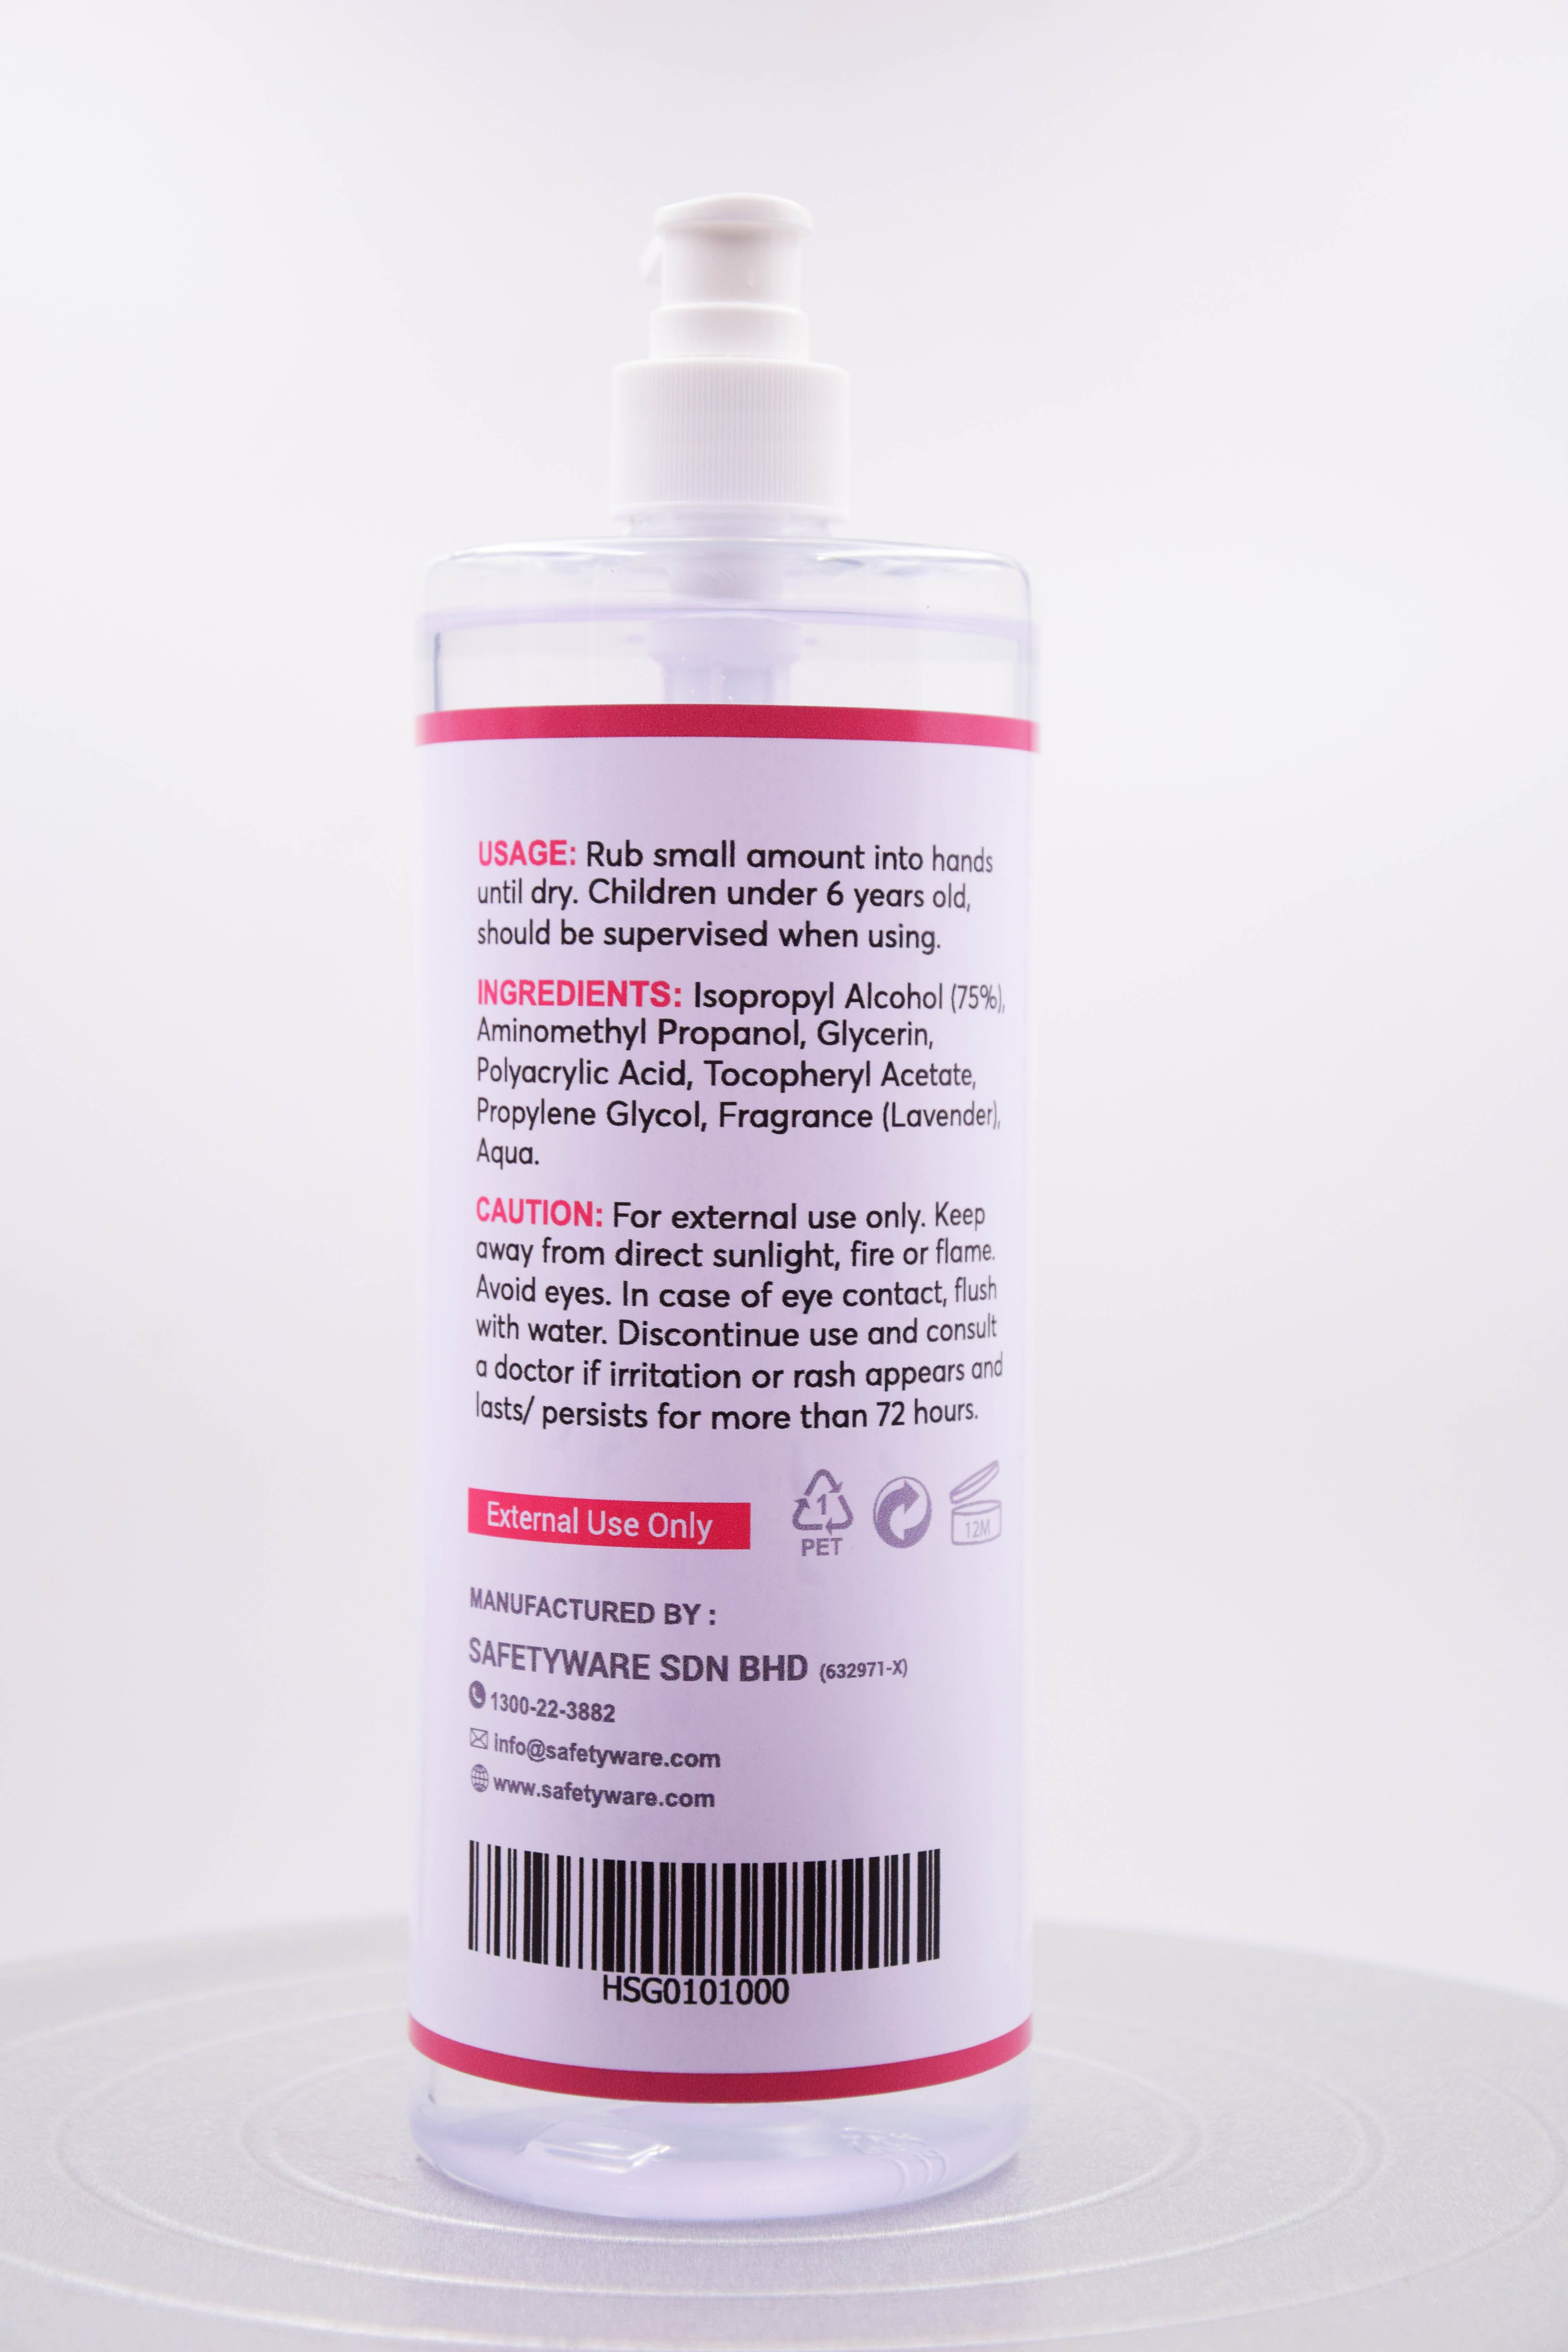 USAGE: Rub small amount into hands
until dry. Children under 6 years old,
should be supervised when using.
INGREDIENTS: Isopropyl Alcohol (75%),
Aminomethyl Propanol, Glycerin,
Polyacrylic Acid, Tocopheryl Acetate,
Propylene Glycol, Fragrance (Lavender),
Aqua.
CAUTION: For external use only. Keep
away from direct sunlight, fire or flame.
Avoid eyes. In case of eye contact, flush
with water. Discontinue use and consult
a doctor if irritation or rash appears and
lasts/ persists for more than 72 hours.
External Use Only
1
PET
12M
MANUFACTURED BY :
SAFETYWARE SDN BHD (632971-X)
1300-22-3882
info@safetyware.com
www.safetyware.com
HSG0101000